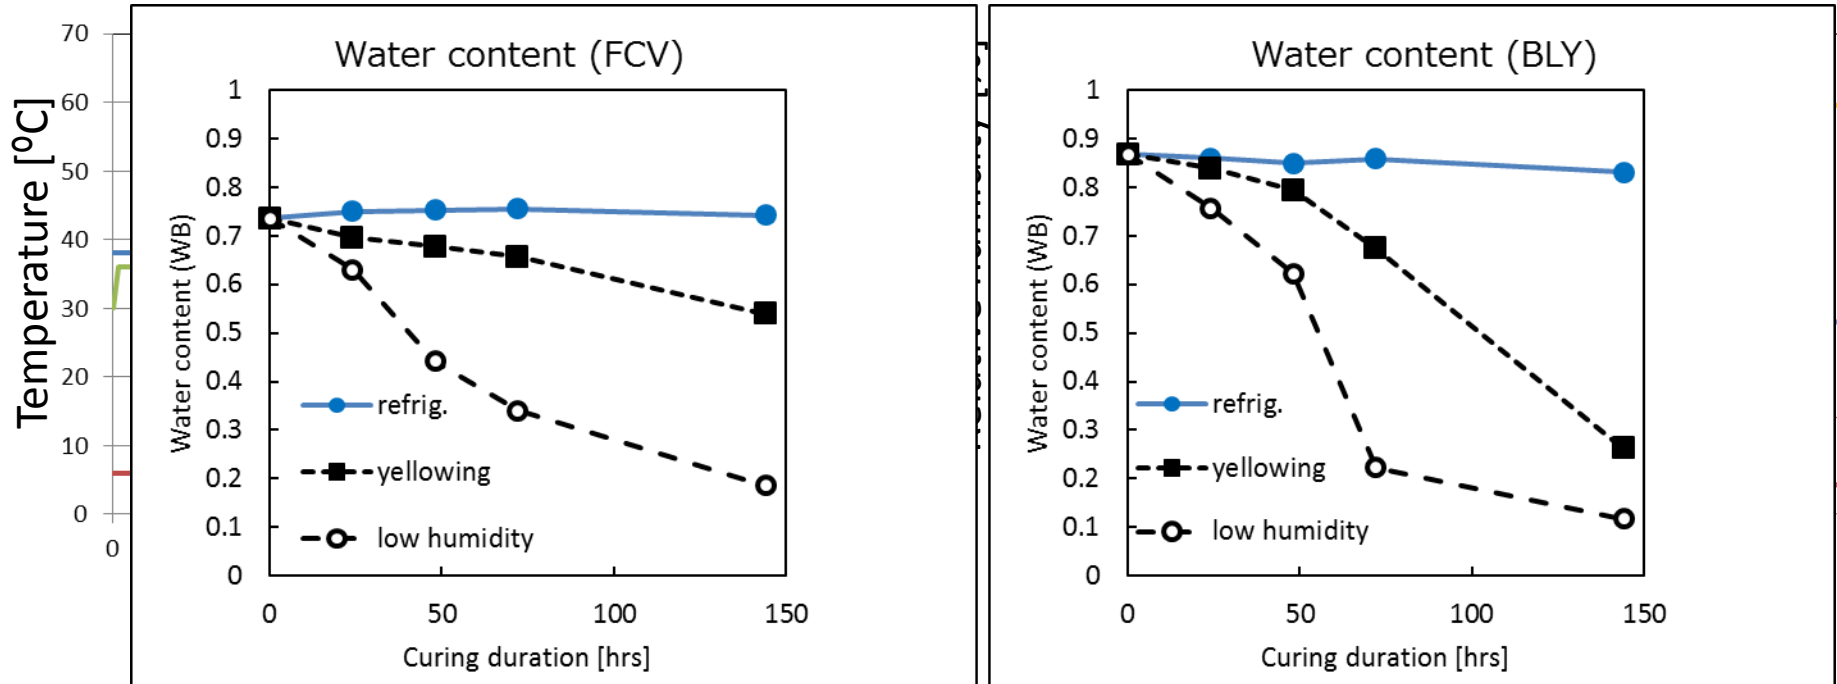 Temperature [⁰C]
70
60
50
40
30
20
10
0
0
Water content (FCV)
Water content (WB)
1
0.9
0.8
0.7
0.6
0.5
0.4
0.3
0.2
0.1
0
refrig.
yellowing
low humidity
0 50 100 150
Curing duration [hrs]
Water content (BLY)
Water content (WB)
1
0.9
0.8
0.7
0.6
0.5
0.4
0.3
0.2
0.1
0
refrig.
yellowing
low humidity
0 50 100 150
Curing duration [hrs]